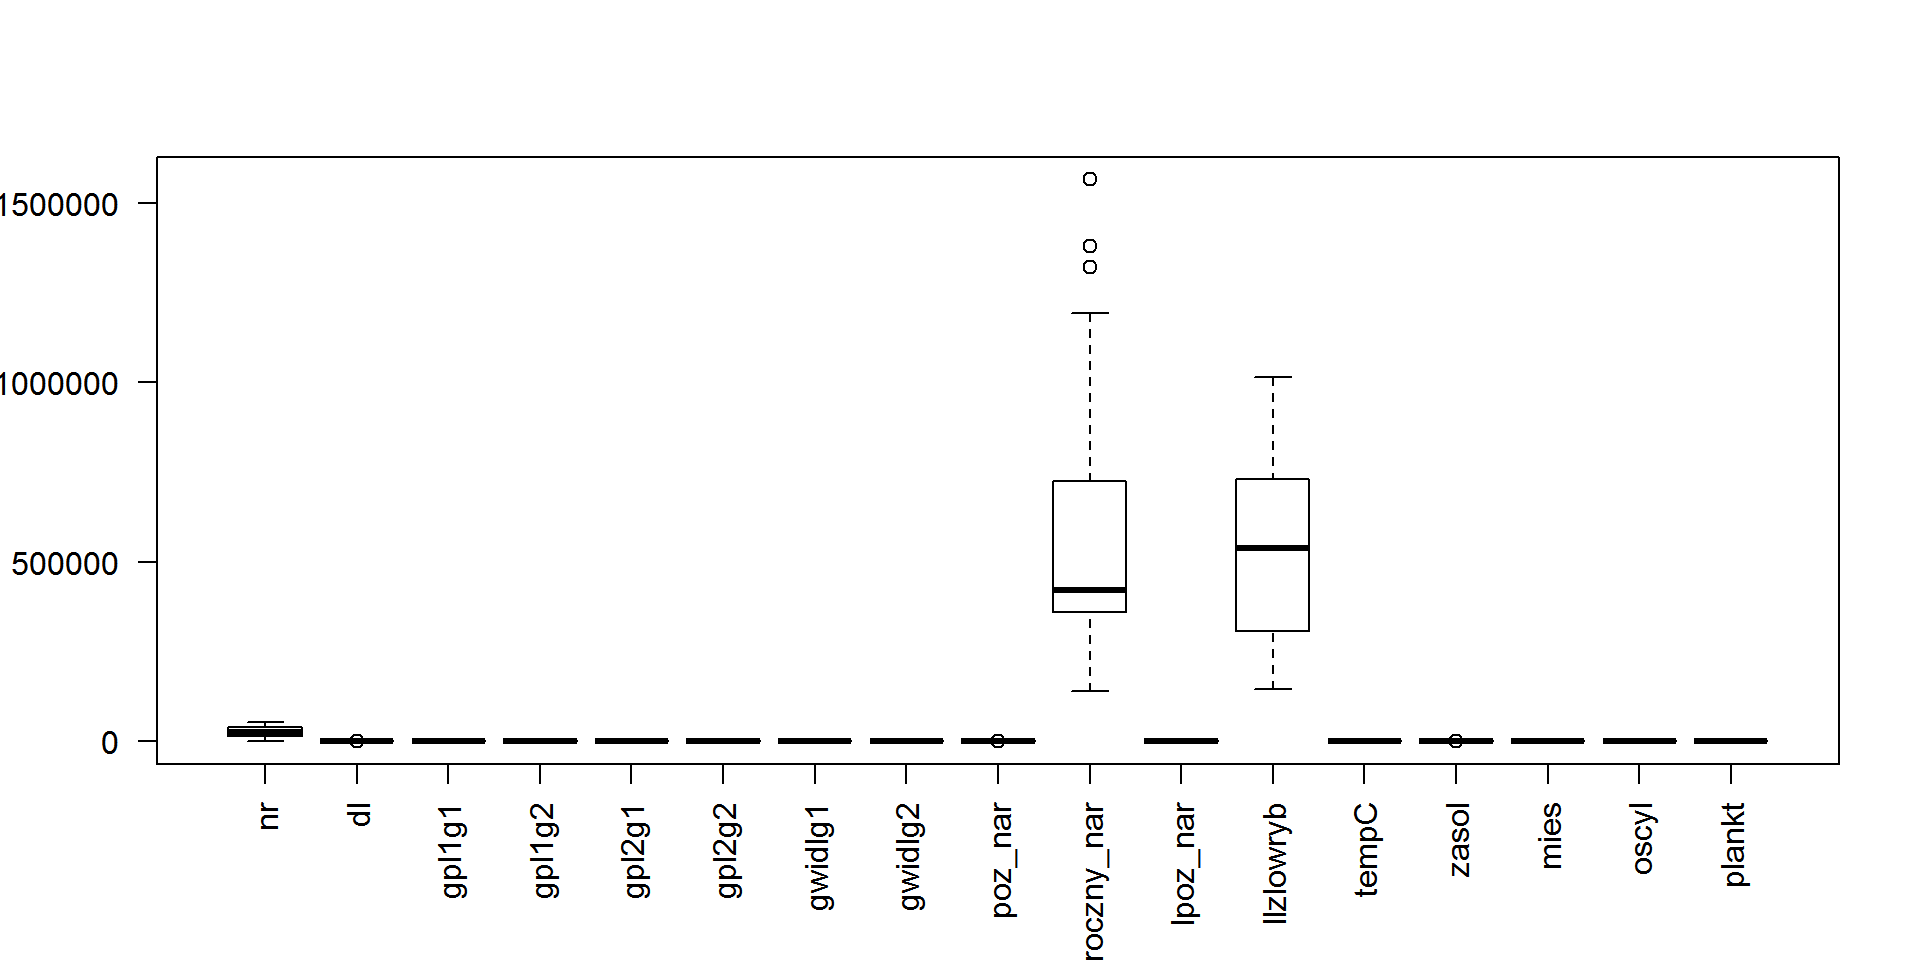 1500000
1000000
500000
0
nr
dl
gpl1g1
gpl1g2
gpl2g1
gpl2g2
gwidlg1
gwidlg2
poz_nar
roczny_nar
lpoz_nar
llzlowryb
tempC
zasol
mies
oscyl
plankt